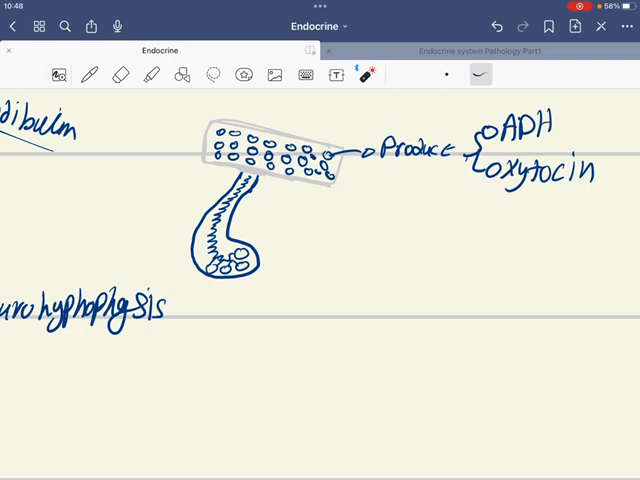 10:48
58%
Endocrine
Endocrine
Endocrine system Pathology Part1
dibulm
Produce
ADH
oxytocin
urohyphophysis